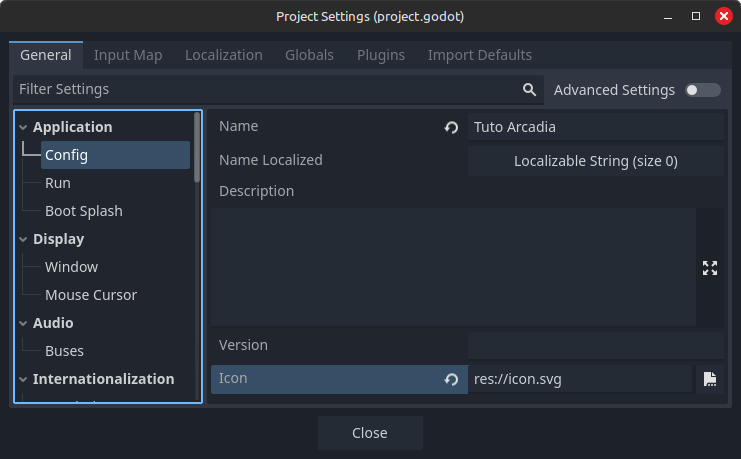 Project Settings (project.godot)
General Input Map Localization Globals Plugins Import Defaults
Filter Settings Advanced Settings
Application
Config
Run
Boot Splash
Display
Window
Mouse Cursor
Audio
Buses
Internationalization
Name Tuto Arcadia
Name Localized Localizable String (size 0)
Description
Version
Icon res://icon.svg
Close